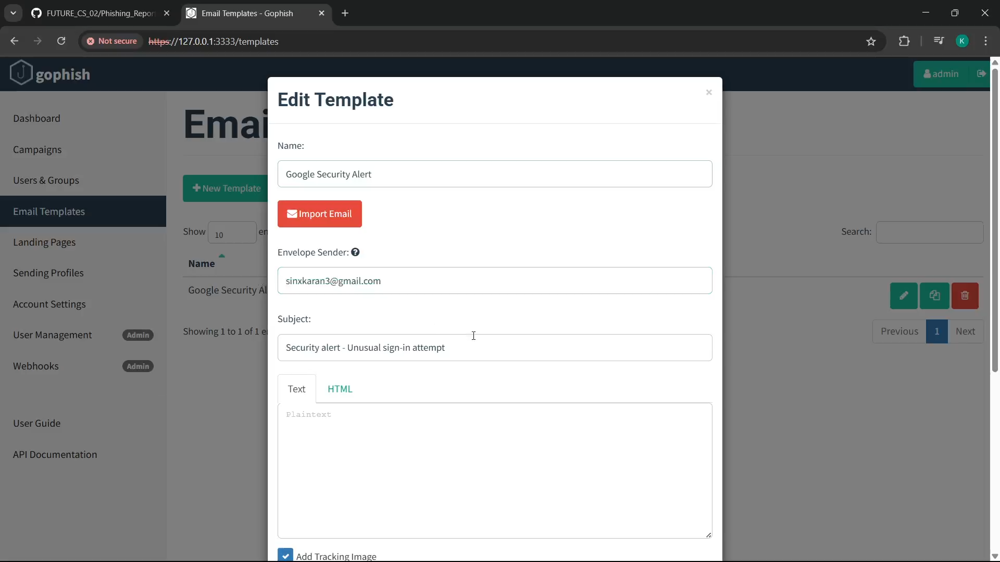 FUTURE_CS_02/Phishing_Repor
Email Templates - Gophish
Not secure
https://127.0.0.1:3333/templates
K
gophish
admin
Dashboard
Campaigns
Users & Groups
Email Templates
Landing Pages
Sending Profiles
Account Settings
User Management Admin
Webhooks Admin
User Guide
API Documentation
Emai
New Template
Show 10 en
Search:
Name
Google Security Al
Showing 1 to 1 of 1 e
Previous 1 Next
Edit Template
×
Name:
Google Security Alert
Import Email
Envelope Sender:
sinxkaran3@gmail.com
Subject:
Security alert - Unusual sign-in attempt
Text HTML
Plaintext
Add Tracking Image